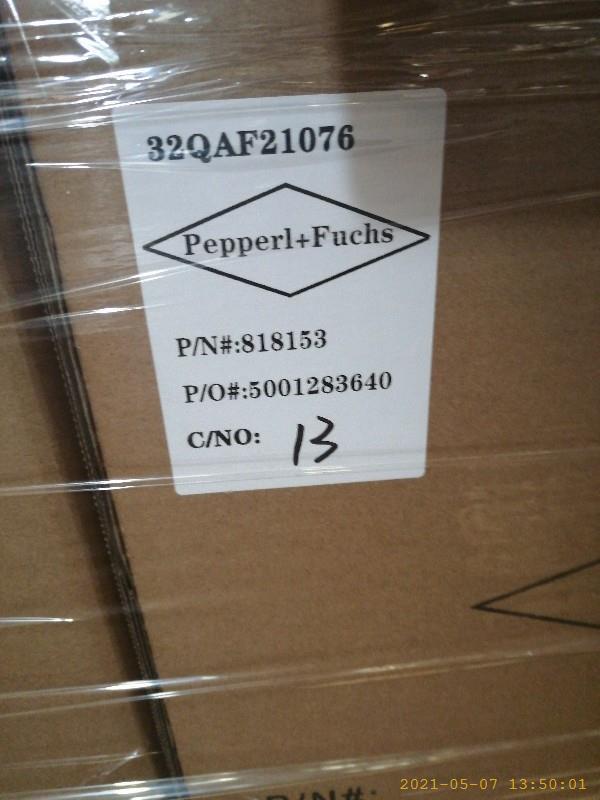 32QAF21076
Pepperl+Fuchs
P/N#:818153
P/O#:5001283640
C/NO: 13
P/N#:
2021-05-07 13:50:01